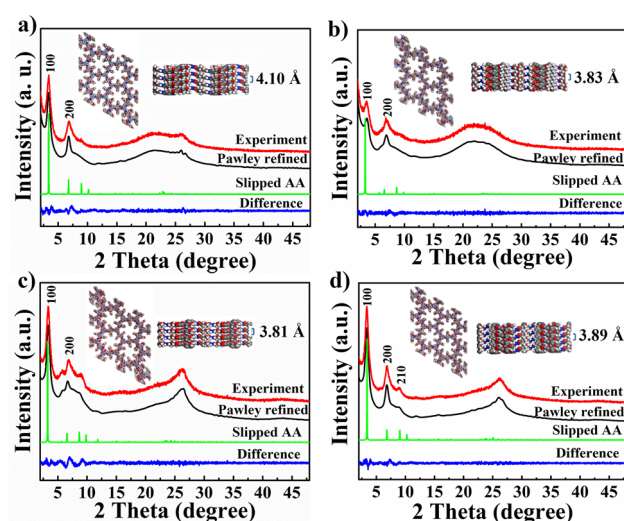 a)
100
200
4.10 Å
Experiment
Pawley refined
Slipped AA
Difference
Intensity (a. u.)
5 10 15 20 25 30 35 40 45
2 Theta (degree)
b)
100
200
3.83 Å
Experiment
Pawley refined
Slipped AA
Difference
Intensity (a. u.)
5 10 15 20 25 30 35 40 45
2 Theta (degree)
c)
100
200
3.81 Å
Experiment
Pawley refined
Slipped AA
Difference
Intensity (a.u.)
5 10 15 20 25 30 35 40 45
2 Theta (degree)
d)
100
200
210
3.89 Å
Experiment
Pawley refined
Slipped AA
Difference
Intensity (a.u.)
5 10 15 20 25 30 35 40 45
2 Theta (degree)